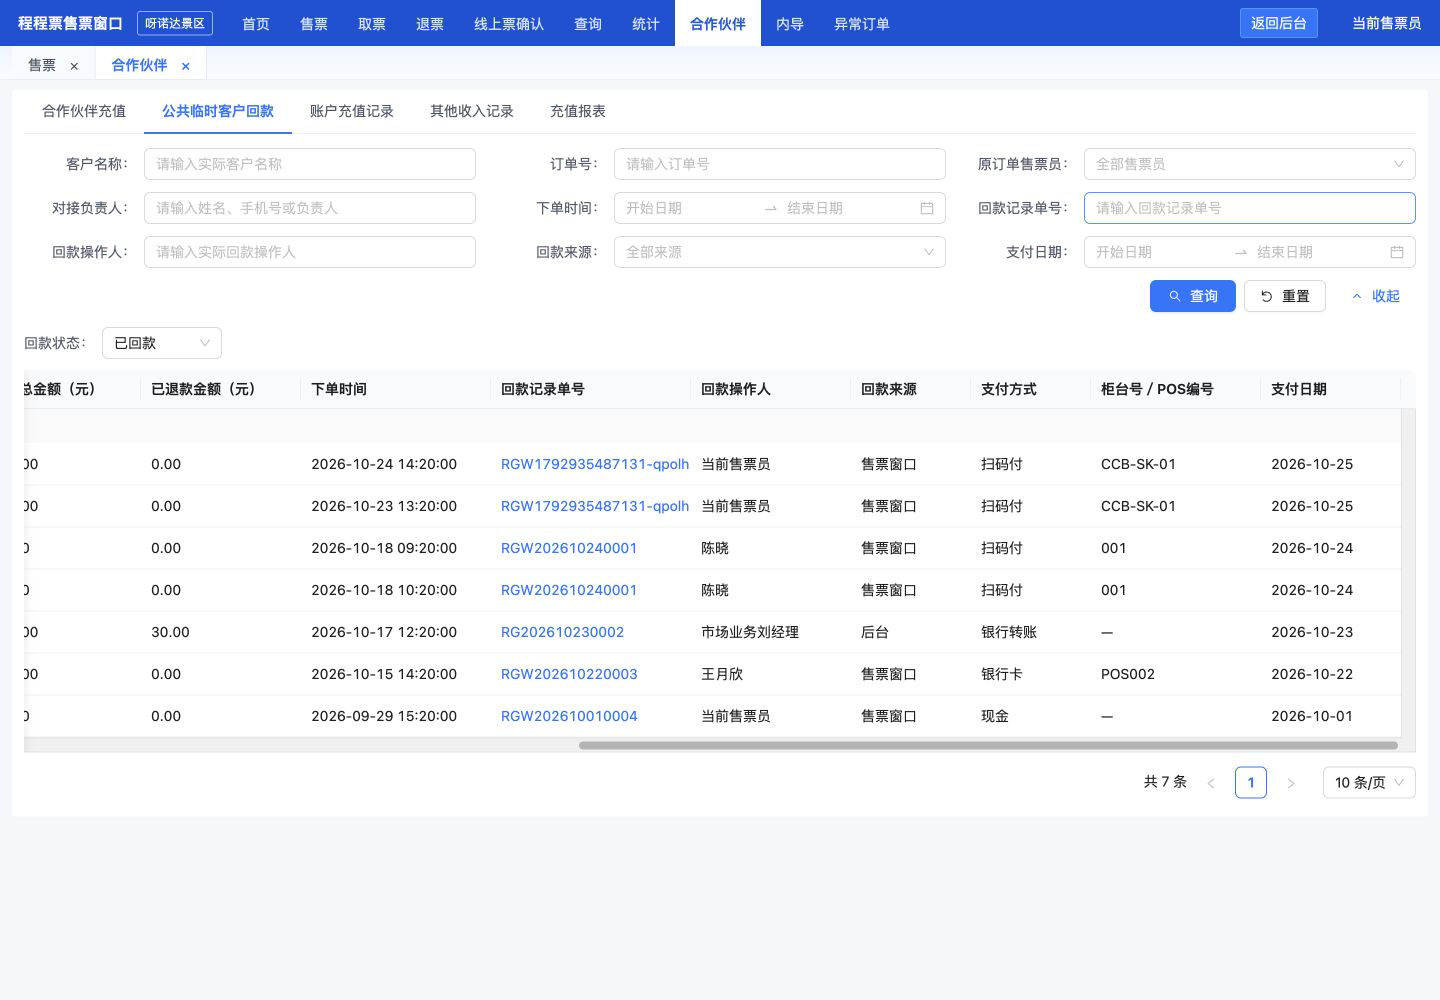 程程票售票窗口 呀诺达景区 首页 售票 取票 退票 线上票确认 查询 统计 合作伙伴 内导 异常订单 返回后台 当前售票员
售票 × 合作伙伴 ×
合作伙伴充值 公共临时客户回款 账户充值记录 其他收入记录 充值报表
客户名称： 请输入实际客户名称 订单号： 请输入订单号 原订单售票员： 全部售票员
对接负责人： 请输入姓名、手机号或负责人 下单时间： 开始日期 → 结束日期 回款记录单号： 请输入回款记录单号
回款操作人： 请输入实际回款操作人 回款来源： 全部来源 支付日期： 开始日期 → 结束日期
查询 重置 收起
回款状态： 已回款
总金额（元） 已退款金额（元） 下单时间 回款记录单号 回款操作人 回款来源 支付方式 柜台号 / POS编号 支付日期
00 0.00 2026-10-24 14:20:00 RGW1792935487131-qpolh 当前售票员 售票窗口 扫码付 CCB-SK-01 2026-10-25
00 0.00 2026-10-23 13:20:00 RGW1792935487131-qpolh 当前售票员 售票窗口 扫码付 CCB-SK-01 2026-10-25
0 0.00 2026-10-18 09:20:00 RGW202610240001 陈晓 售票窗口 扫码付 001 2026-10-24
0 0.00 2026-10-18 10:20:00 RGW202610240001 陈晓 售票窗口 扫码付 001 2026-10-24
00 30.00 2026-10-17 12:20:00 RG202610230002 市场业务刘经理 后台 银行转账 — 2026-10-23
00 0.00 2026-10-15 14:20:00 RGW202610220003 王月欣 售票窗口 银行卡 POS002 2026-10-22
0 0.00 2026-09-29 15:20:00 RGW202610010004 当前售票员 售票窗口 现金 — 2026-10-01
共 7 条 < 1 > 10 条/页